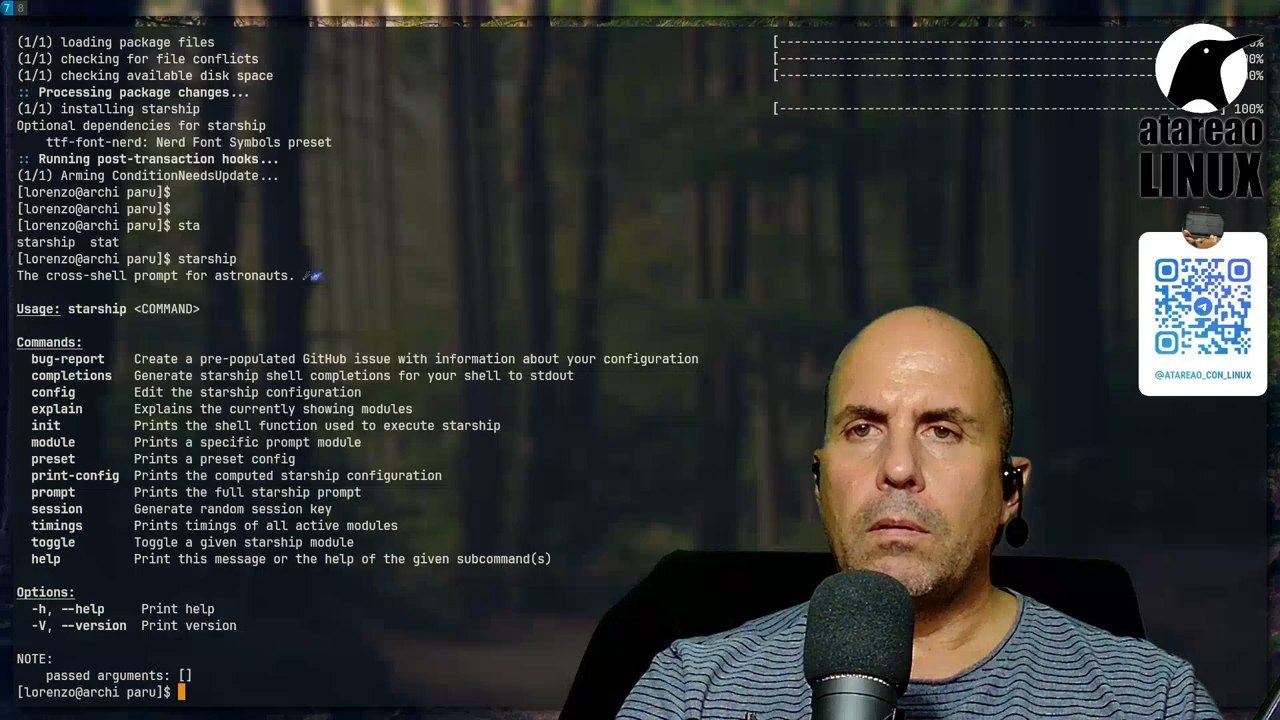 7 8
(1/1) loading package files
(1/1) checking for file conflicts
(1/1) checking available disk space
:: Processing package changes...
(1/1) installing starship
[------------------------------------------------------------] 100%
Optional dependencies for starship
ttf-font-nerd: Nerd Font Symbols preset
:: Running post-transaction hooks...
(1/1) Arming ConditionNeedsUpdate...
[lorenzo@archi paru]$
[lorenzo@archi paru]$
[lorenzo@archi paru]$ sta
starship stat
[lorenzo@archi paru]$ starship
The cross-shell prompt for astronauts. ☄🌌️
Usage: starship <COMMAND>
Commands:
bug-report Create a pre-populated GitHub issue with information about your configuration
completions Generate starship shell completions for your shell to stdout
config Edit the starship configuration
explain Explains the currently showing modules
init Prints the shell function used to execute starship
module Prints a specific prompt module
preset Prints a preset config
print-config Prints the computed starship configuration
prompt Prints the full starship prompt
session Generate random session key
timings Prints timings of all active modules
toggle Toggle a given starship module
help Print this message or the help of the given subcommand(s)
Options:
-h, --help Print help
-V, --version Print version
NOTE:
passed arguments: []
[lorenzo@archi paru]$
atareao
LINUX
@ATAREAO_CON_LINUX